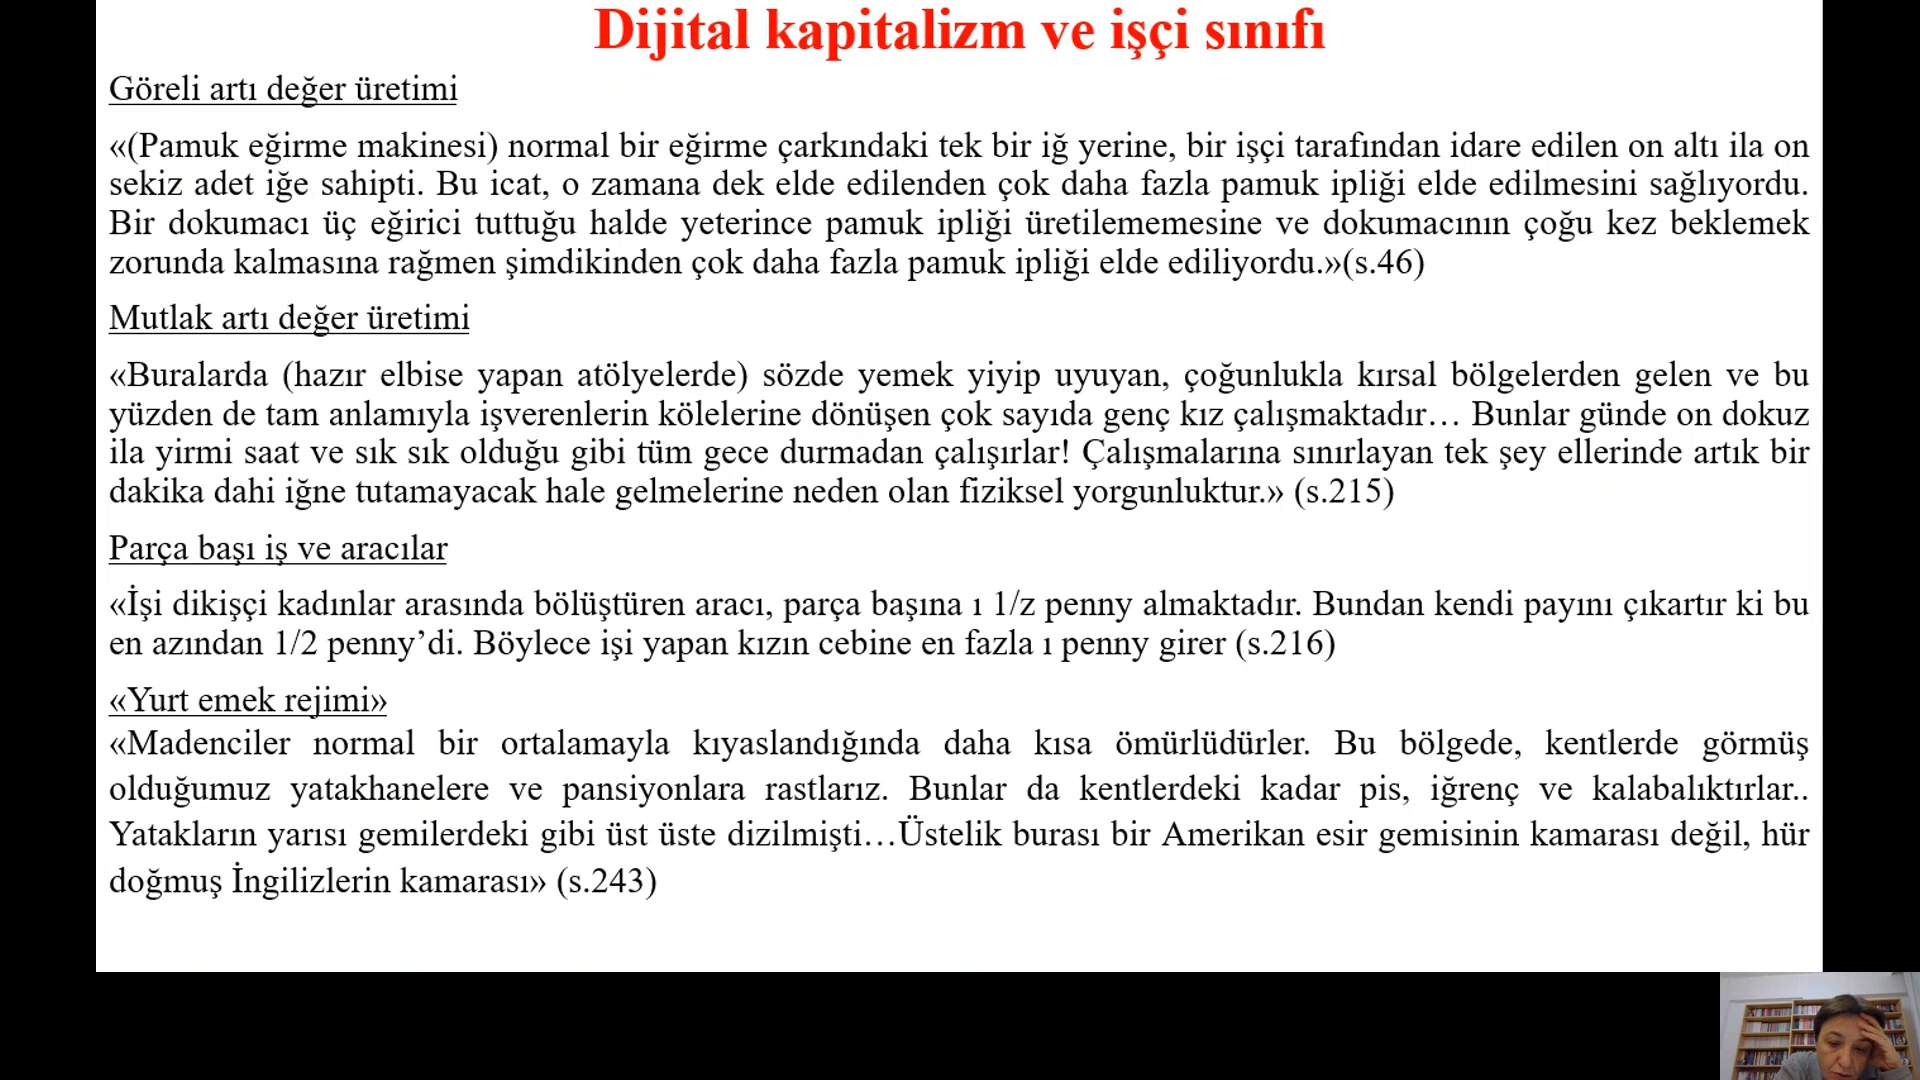 Dijital kapitalizm ve işçi sınıfı
Göreli artı değer üretimi
«(Pamuk eğirme makinesi) normal bir eğirme çarkındaki tek bir iğ yerine, bir işçi tarafından idare edilen on altı ila on
sekiz adet iğe sahipti. Bu icat, o zamana dek elde edilenden çok daha fazla pamuk ipliği elde edilmesini sağlıyordu.
Bir dokumacı üç eğirici tuttuğu halde yeterince pamuk ipliği üretilememesine ve dokumacının çoğu kez beklemek
zorunda kalmasına rağmen şimdikinden çok daha fazla pamuk ipliği elde ediliyordu.»(s.46)
Mutlak artı değer üretimi
«Buralarda (hazır elbise yapan atölyelerde) sözde yemek yiyip uyuyan, çoğunlukla kırsal bölgelerden gelen ve bu
yüzden de tam anlamıyla işverenlerin kölelerine dönüşen çok sayıda genç kız çalışmaktadır… Bunlar günde on dokuz
ila yirmi saat ve sık sık olduğu gibi tüm gece durmadan çalışırlar! Çalışmalarına sınırlayan tek şey ellerinde artık bir
dakika dahi iğne tutamayacak hale gelmelerine neden olan fiziksel yorgunluktur.» (s.215)
Parça başı iş ve aracılar
«İşi dikişçi kadınlar arasında bölüştüren aracı, parça başına ı 1/z penny almaktadır. Bundan kendi payını çıkartır ki bu
en azından 1/2 penny’di. Böylece işi yapan kızın cebine en fazla ı penny girer (s.216)
«Yurt emek rejimi»
«Madenciler normal bir ortalamayla kıyaslandığında daha kısa ömürlüdürler. Bu bölgede, kentlerde görmüş
olduğumuz yatakhanelere ve pansiyonlara rastlarız. Bunlar da kentlerdeki kadar pis, iğrenç ve kalabalıktırlar..
Yatakların yarısı gemilerdeki gibi üst üste dizilmişti…Üstelik burası bir Amerikan esir gemisinin kamarası değil, hür
doğmuş İngilizlerin kamarası» (s.243)